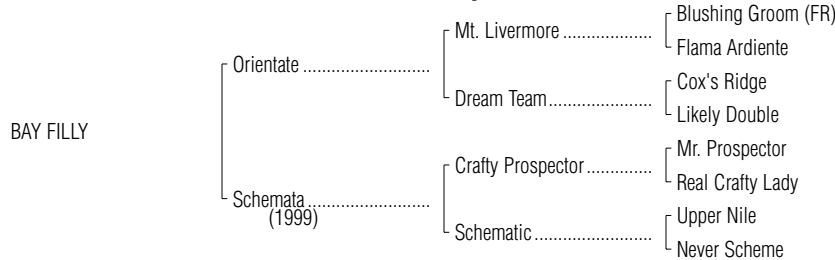 Blushing Groom (FR)
Mt. Livermore ......................
Flama Ardiente
Orientate ..............................
Cox's Ridge
Dream Team.........................
Likely Double
BAY FILLY
Mr. Prospector
Crafty Prospector ................
Real Crafty Lady
Schemata .............................
(1999)
Upper Nile
Schematic ............................
Never Scheme